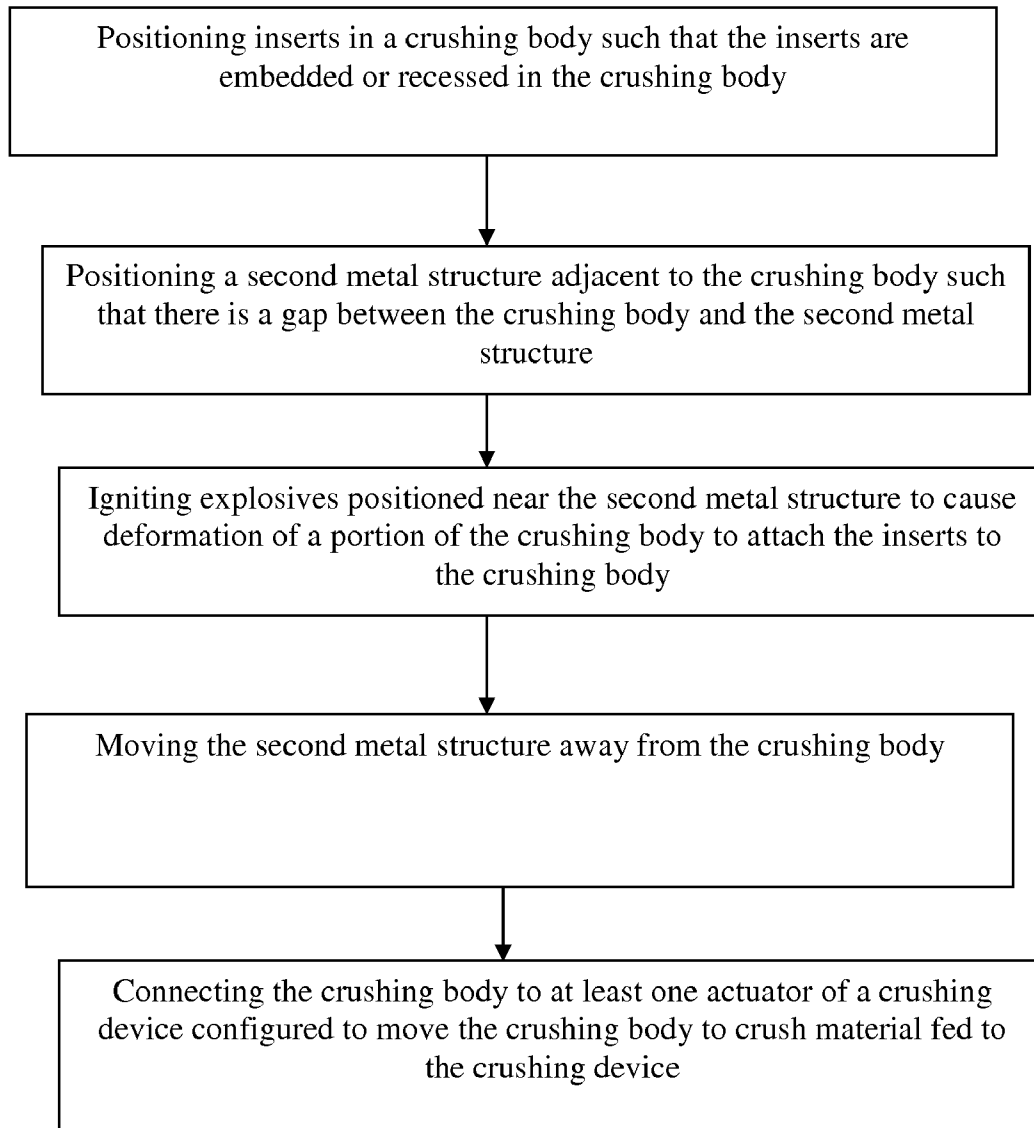 Positioning inserts in a crushing body such that the inserts are
embedded or recessed in the crushing body
Positioning a second metal structure adjacent to the crushing body such
that there is a gap between the crushing body and the second metal
structure
Igniting explosives positioned near the second metal structure to cause
deformation of a portion of the crushing body to attach the inserts to
the crushing body
Moving the second metal structure away from the crushing body
Connecting the crushing body to at least one actuator of a crushing
device configured to move the crushing body to crush material fed to
the crushing device